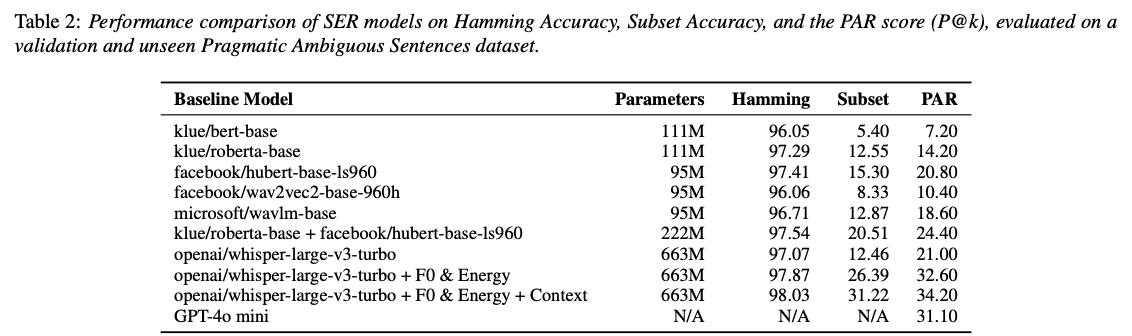 Table 2: Performance comparison of SER models on Hamming Accuracy, Subset Accuracy, and the PAR score (P@k), evaluated on a
validation and unseen Pragmatic Ambiguous Sentences dataset.
Baseline Model Parameters Hamming Subset PAR
klue/bert-base 111M 96.05 5.40 7.20
klue/roberta-base 111M 97.29 12.55 14.20
facebook/hubert-base-ls960 95M 97.41 15.30 20.80
facebook/wav2vec2-base-960h 95M 96.06 8.33 10.40
microsoft/wavlm-base 95M 96.71 12.87 18.60
klue/roberta-base + facebook/hubert-base-ls960 222M 97.54 20.51 24.40
openai/whisper-large-v3-turbo 663M 97.07 12.46 21.00
openai/whisper-large-v3-turbo + F0 & Energy 663M 97.87 26.39 32.60
openai/whisper-large-v3-turbo + F0 & Energy + Context 663M 98.03 31.22 34.20
GPT-4o mini N/A N/A N/A 31.10